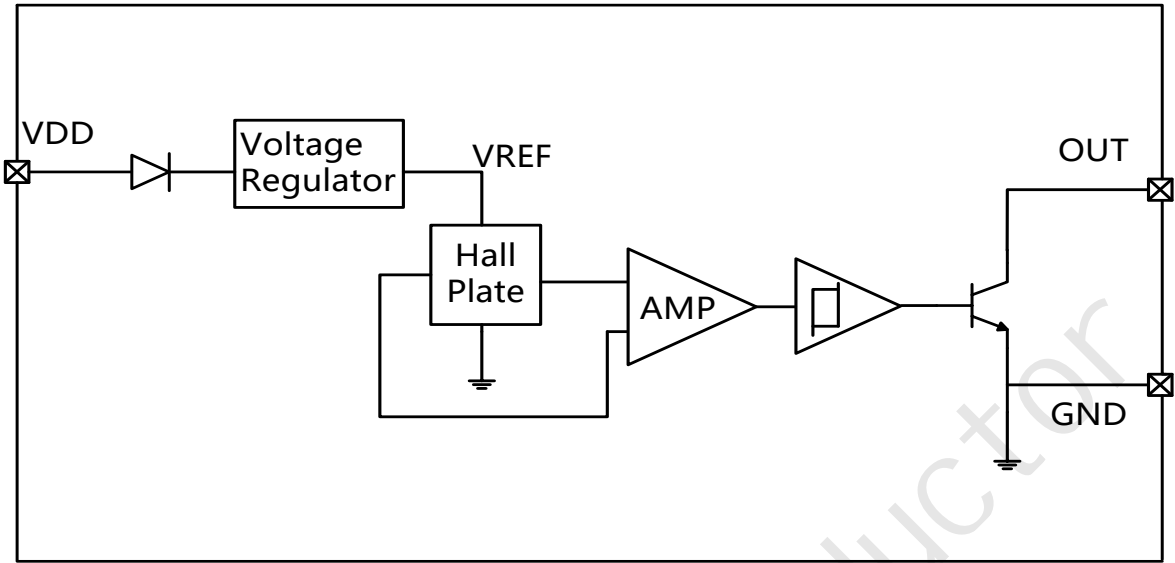 VDD
Voltage
Regulator
VREF
OUT
Hall
Plate
AMP
GND